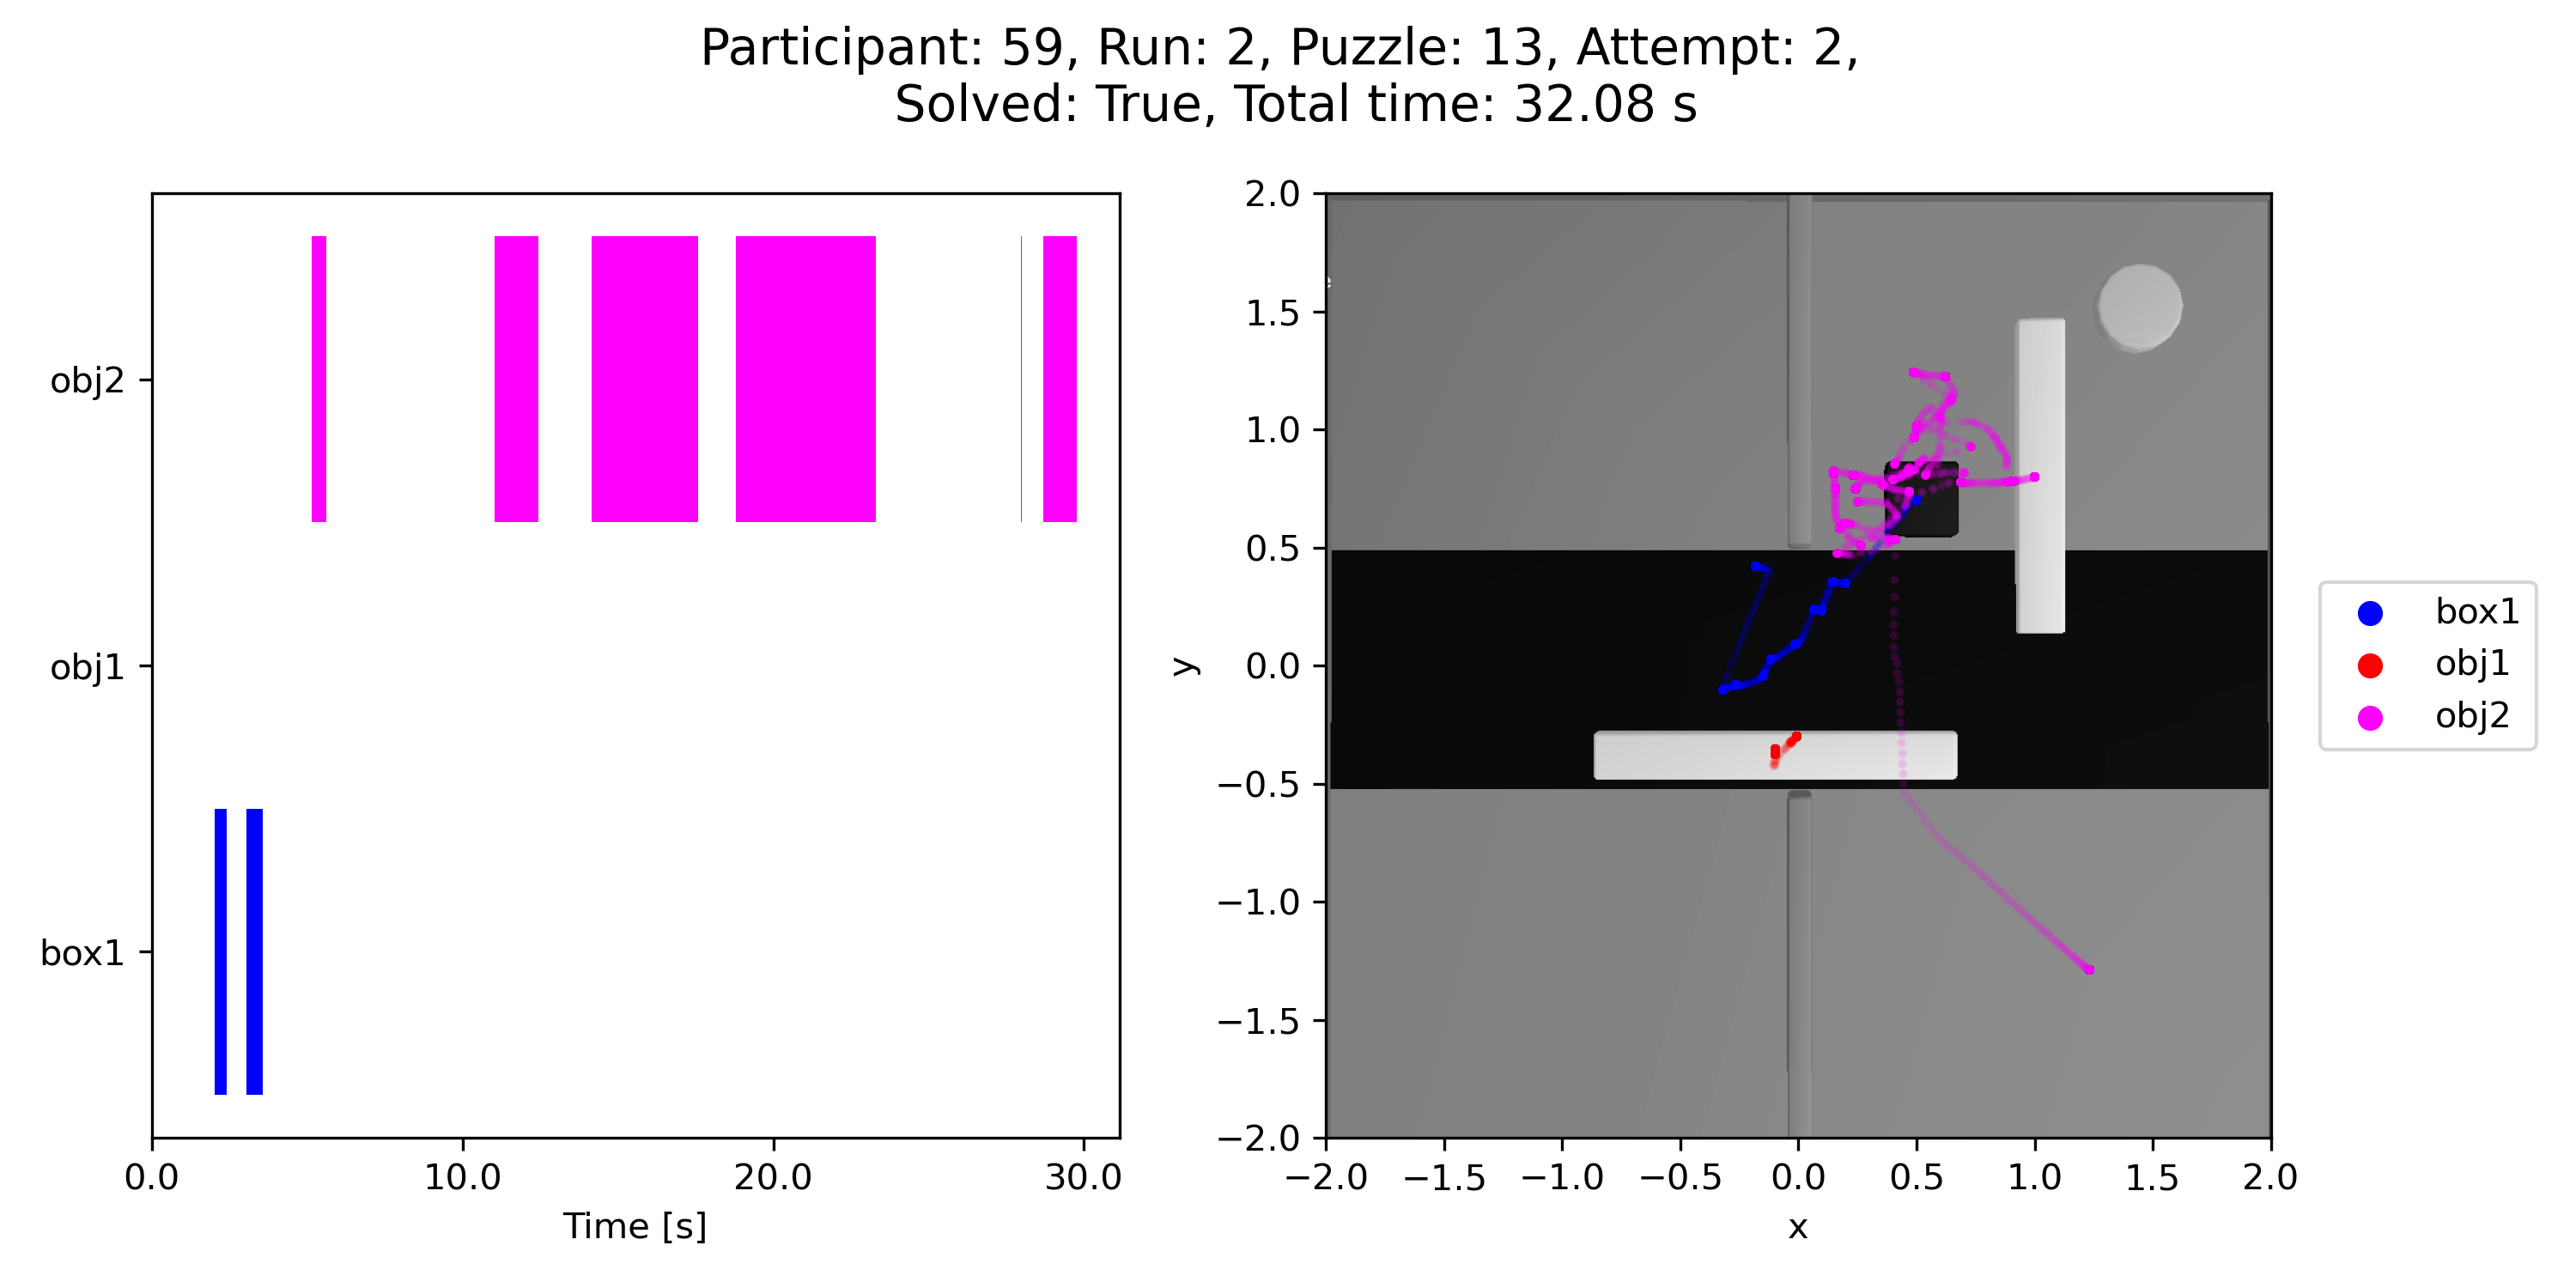 Participant: 59, Run: 2, Puzzle: 13, Attempt: 2,
Solved: True, Total time: 32.08 s
obj2
obj1
box1
0.0 10.0 20.0 30.0
Time [s]
2.0
1.5
1.0
0.5
0.0
−0.5
−1.0
−1.5
−2.0
y
−2.0 −1.5 −1.0 −0.5 0.0 0.5 1.0 1.5 2.0
x
box1
obj1
obj2